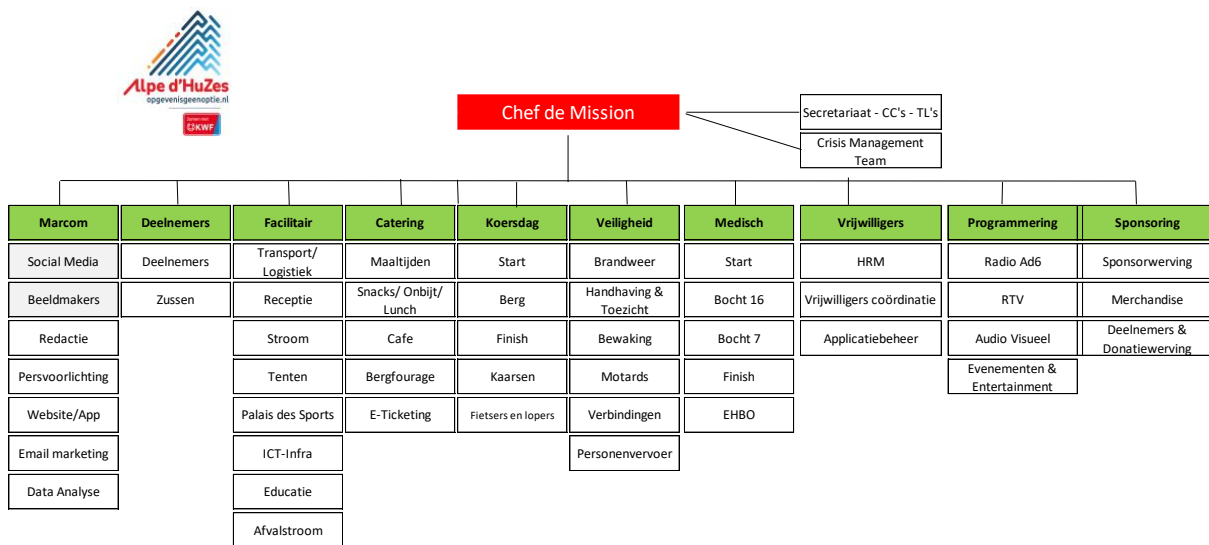 Alpe d'HuZes
opgevenisgeenoptie.nl
Samen met
KWF
Chef de Mission
Secretariaat - CC's - TL's
Crisis Management
Team
Marcom
Deelnemers
Facilitair
Catering
Koersdag
Veiligheid
Medisch
Vrijwilligers
Programmering
Sponsoring
Social Media
Beeldmakers
Redactie
Persvoorlichting
Website/App
Email marketing
Data Analyse
Deelnemers
Zussen
Transport/
Logistiek
Receptie
Stroom
Tenten
Palais des Sports
ICT-Infra
Educatie
Afvalstroom
Maaltijden
Snacks/ Onbijt/
Lunch
Cafe
Bergfourage
E-Ticketing
Start
Berg
Finish
Kaarsen
Fietsers en lopers
Brandweer
Handhaving &
Toezicht
Bewaking
Motards
Verbindingen
Personenvervoer
Start
Bocht 16
Bocht 7
Finish
EHBO
HRM
Vrijwilligers coördinatie
Applicatiebeheer
Radio Ad6
RTV
Audio Visueel
Evenementen &
Entertainment
Sponsorwerving
Merchandise
Deelnemers &
Donatiewerving